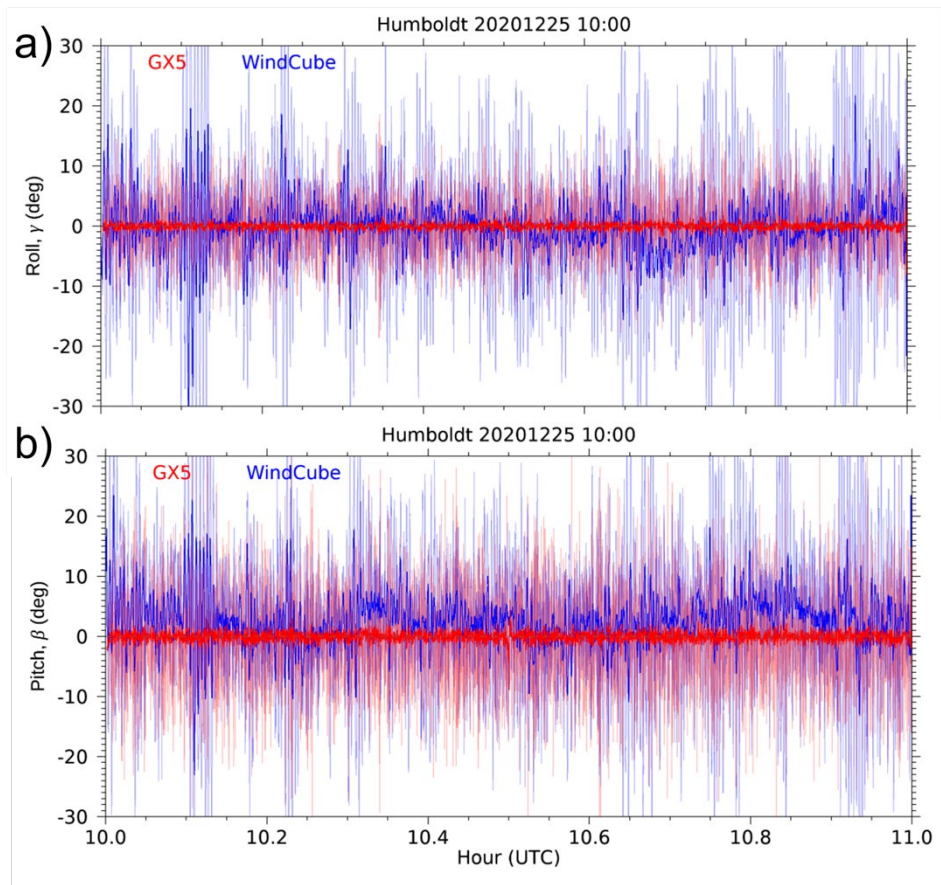 a)
Humboldt 20201225 10:00
GX5 WindCube
30
20
10
0
-10
-20
-30
Roll, γ (deg)
b)
Humboldt 20201225 10:00
GX5 WindCube
30
20
10
0
-10
-20
-30
Pitch, β (deg)
10.0 10.2 10.4 10.6 10.8 11.0
Hour (UTC)